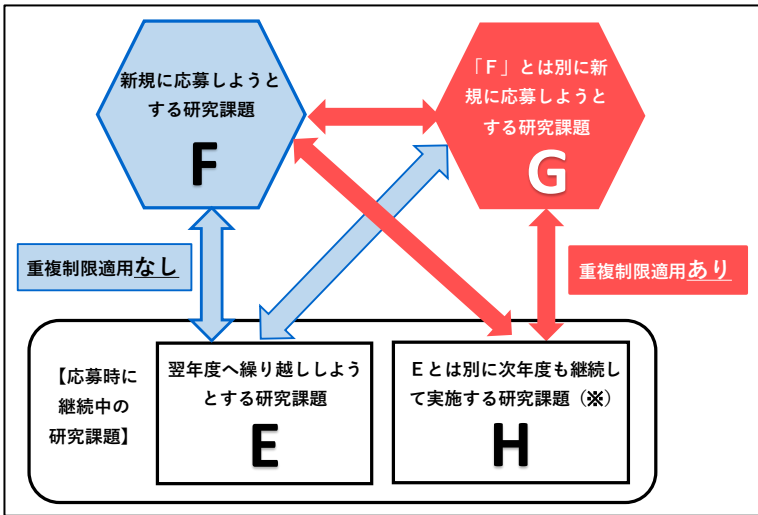 新規に応募しようと
する研究課題
F
「F」とは別に新
規に応募しようと
する研究課題
G
重複制限適用なし
重複制限適用あり
【応募時に
継続中の
研究課題】
翌年度へ繰り越ししよう
とする研究課題
E
Eとは別に次年度も継続し
て実施する研究課題（※）
H